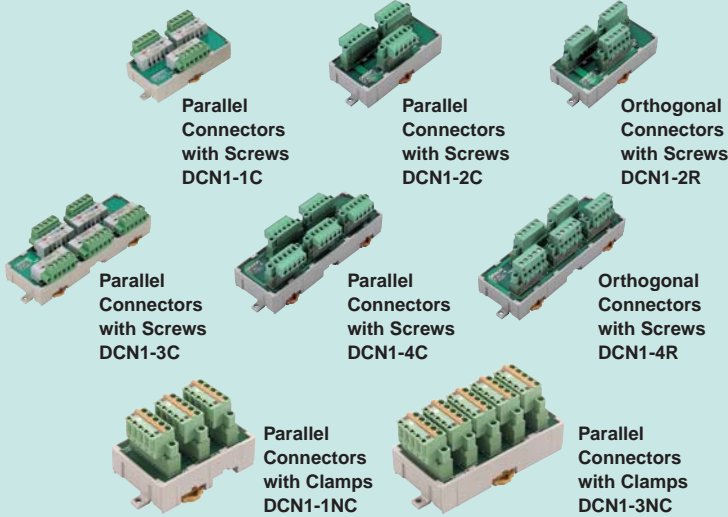 Parallel
Connectors
with Screws
DCN1-1C
Parallel
Connectors
with Screws
DCN1-2C
Orthogonal
Connectors
with Screws
DCN1-2R
Parallel
Connectors
with Screws
DCN1-3C
Parallel
Connectors
with Screws
DCN1-4C
Orthogonal
Connectors
with Screws
DCN1-4R
Parallel
Connectors
with Clamps
DCN1-1NC
Parallel
Connectors
with Clamps
DCN1-3NC